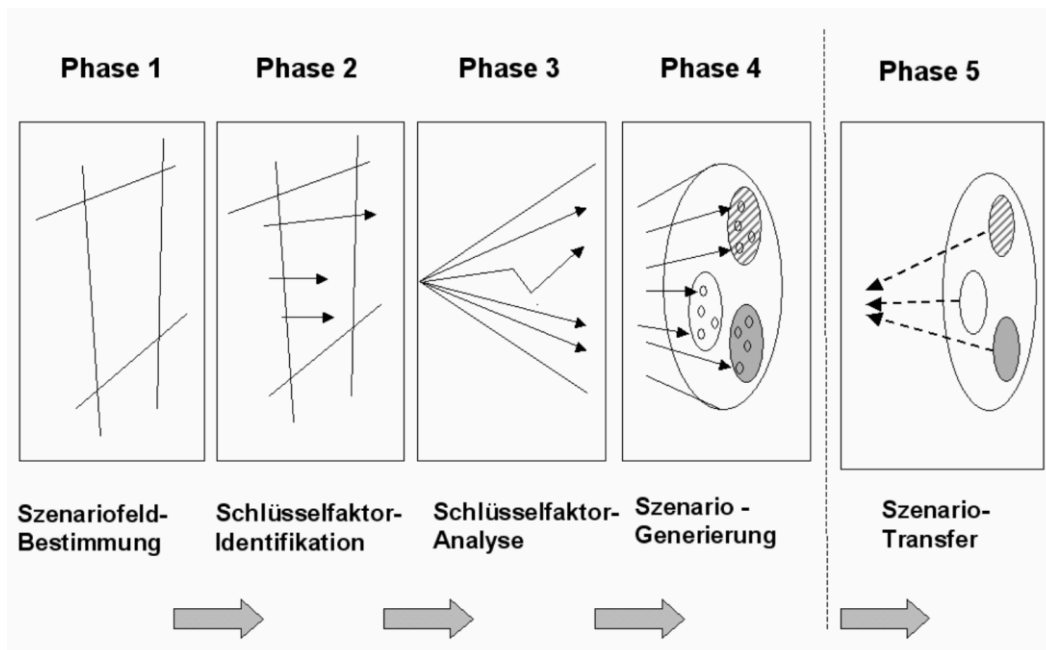 Phase 1
Phase 2
Phase 3
Phase 4
Phase 5
Szenariofeld-
Bestimmung
Schlüsselfaktor-
Identifikation
Schlüsselfaktor-
Analyse
Szenario -
Generierung
Szenario-
Transfer